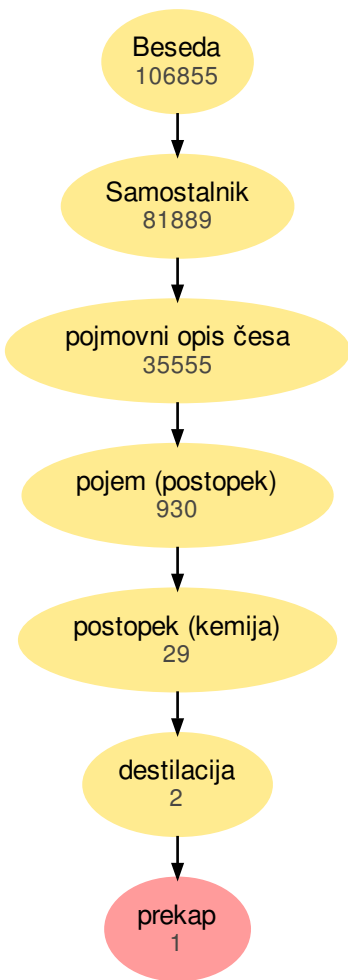 Beseda
106855
Samostalnik
81889
pojmovni opis česa
35555
pojem (postopek)
930
postopek (kemija)
29
destilacija
2
prekap
1